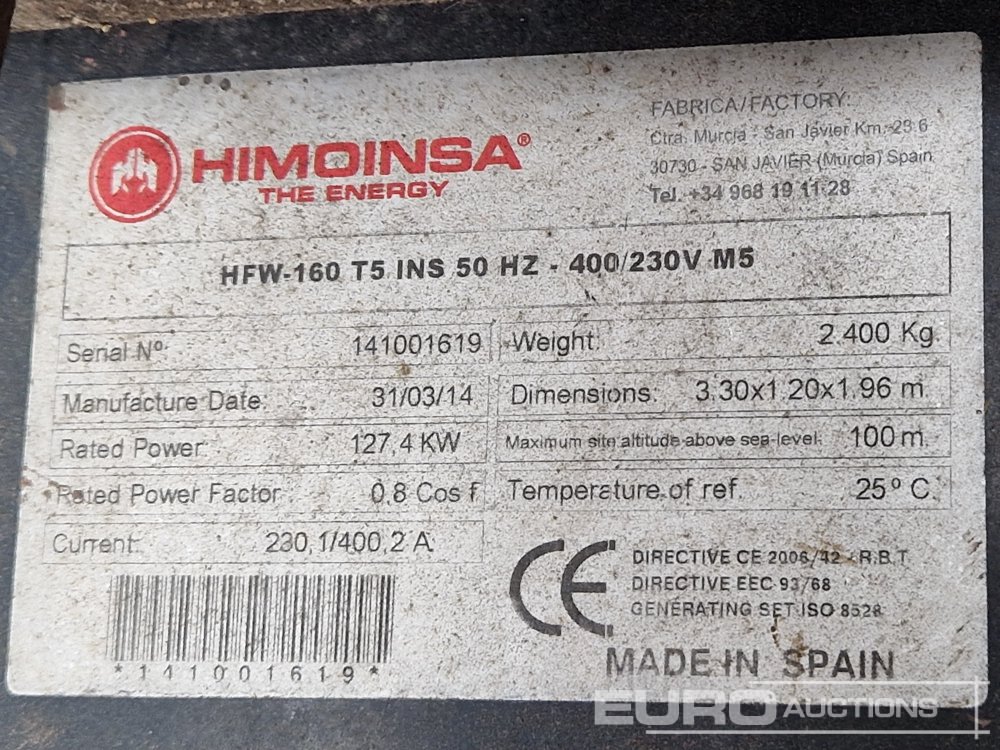 HIMOINSA®
THE ENERGY
FABRICA/FACTORY:
Ctra. Murcia - San Javier Km. 23.6
30730 - SAN JAVIER (Murcia) Spain
Tel. +34 968 19 11 28
HFW-160 T5 INS 50 HZ - 400/230V M5
Serial Nº: 141001619
Weight: 2.400 Kg.
Manufacture Date: 31/03/14
Dimensions: 3.30x1.20x1.96 m.
Rated Power: 127,4 KW
Maximum site altitude above sea-level: 100 m.
Rated Power Factor: 0,8 Cos f
Temperature of ref. 25º C.
Current: 230,1/400,2 A
DIRECTIVE CE 2006/42 - R.B.T.
DIRECTIVE EEC 93/68
GENERATING SET ISO 8528
CE
*141001619*
MADE IN SPAIN
EURO AUCTIONS